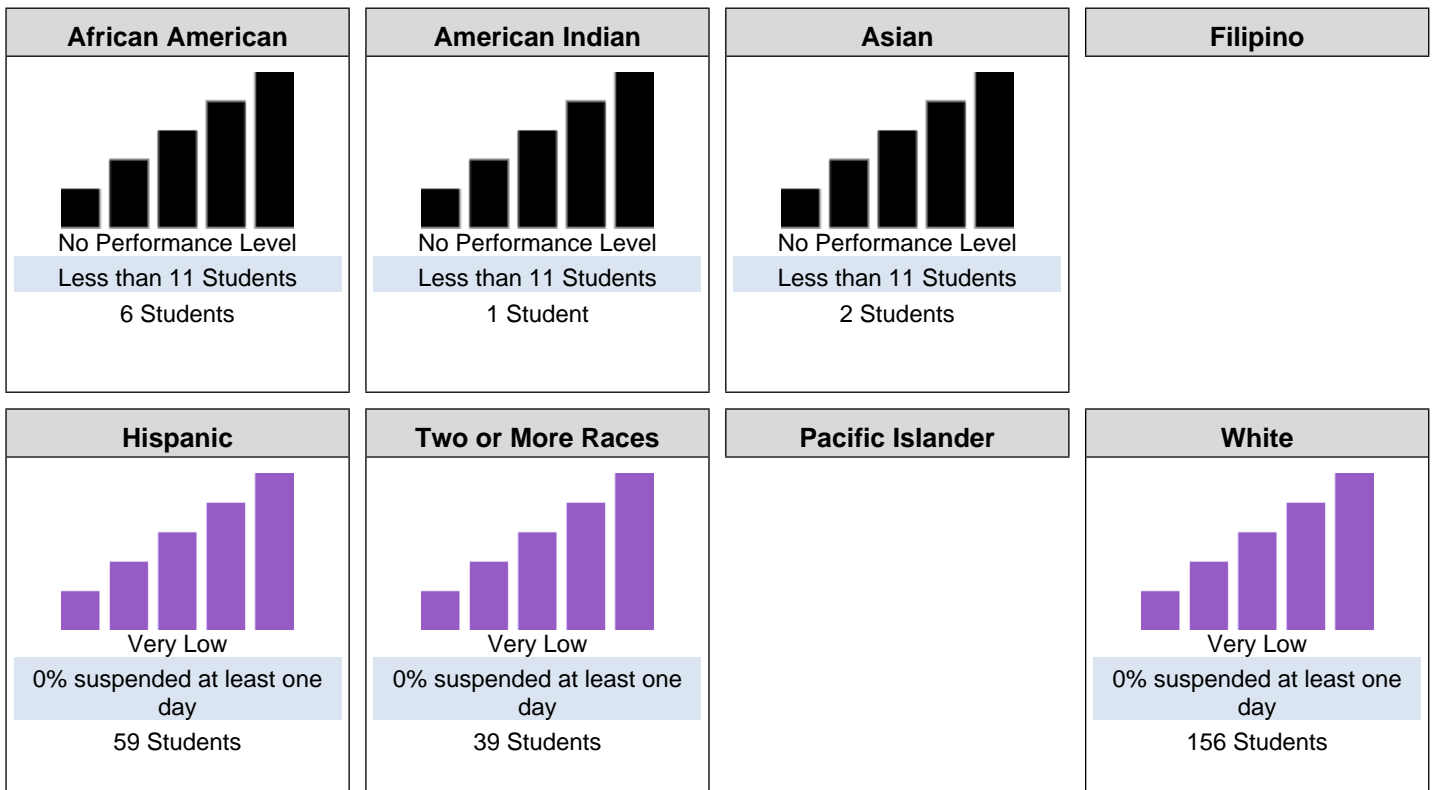 African American
No Performance Level
Less than 11 Students
6 Students
American Indian
No Performance Level
Less than 11 Students
1 Student
Asian
No Performance Level
Less than 11 Students
2 Students
Filipino
Hispanic
Very Low
0% suspended at least one
day
59 Students
Two or More Races
Very Low
0% suspended at least one
day
39 Students
Pacific Islander
White
Very Low
0% suspended at least one
day
156 Students